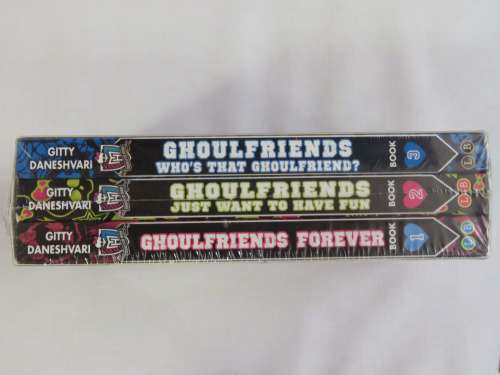 GITTY
DANESHVARI
GHOULFRIENDS
WHO'S THAT GHOULFRIEND?
BOOK
3
L B
GITTY
DANESHVARI
GHOULFRIENDS
JUST WANT TO HAVE FUN
BOOK
2
L B
GITTY
DANESHVARI
GHOULFRIENDS FOREVER
BOOK
1
L B